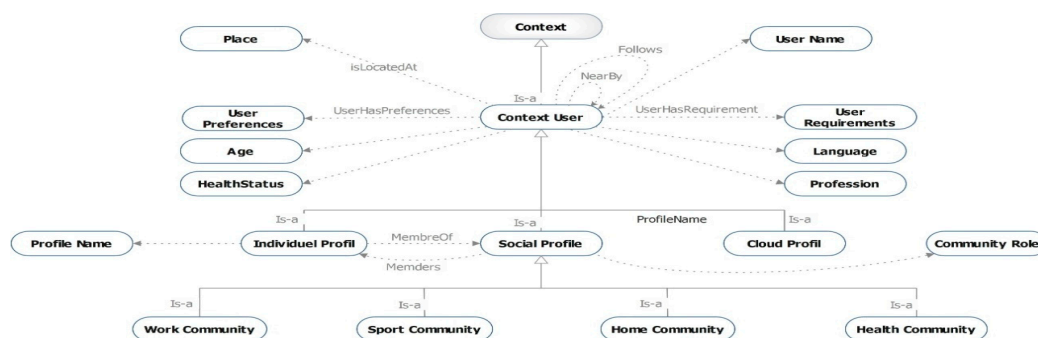 Context
Place
User Name
Follows
isLocatedAt
NearBy
Is-a
User
Preferences
UserHasPreferences
Context User
UserHasRequirement
User
Requirements
Age
Language
HealthStatus
Profession
Is-a
Is-a
ProfileName
Is-a
Profile Name
Individuel Profil
MembreOf
Social Profile
Cloud Profil
Community Role
Memders
Is-a
Is-a
Is-a
Is-a
Work Community
Sport Community
Home Community
Health Community